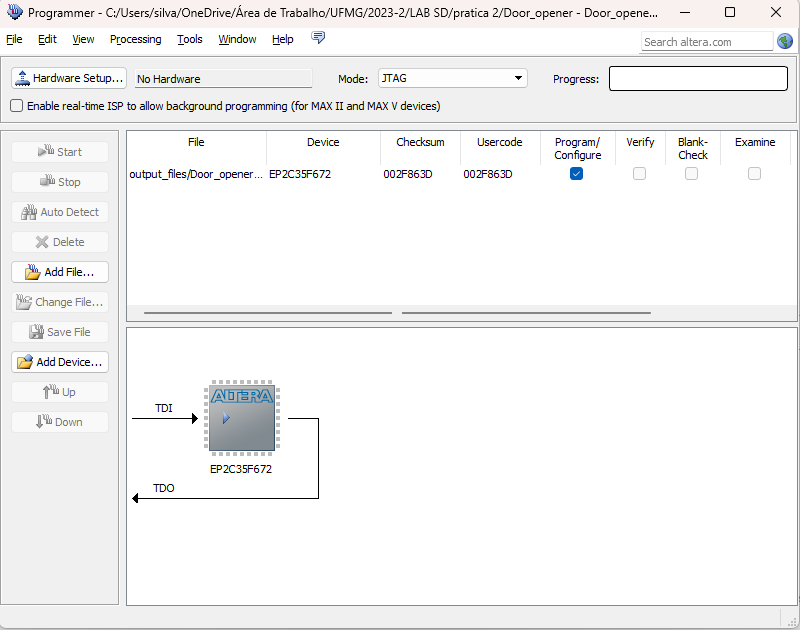 Programmer - C:/Users/silva/OneDrive/Área de Trabalho/UFMG/2023-2/LAB SD/pratica 2/Door_opener - Door_opene...
File Edit View Processing Tools Window Help
Search altera.com
Hardware Setup... No Hardware Mode: JTAG Progress:
Enable real-time ISP to allow background programming (for MAX II and MAX V devices)
Start
Stop
Auto Detect
Delete
Add File...
Change File...
Save File
Add Device...
Up
Down
File Device Checksum Usercode Program/
Configure Verify Blank-
Check Examine
output_files/Door_opener... EP2C35F672 002F863D 002F863D
TDI
ALTERA
EP2C35F672
TDO